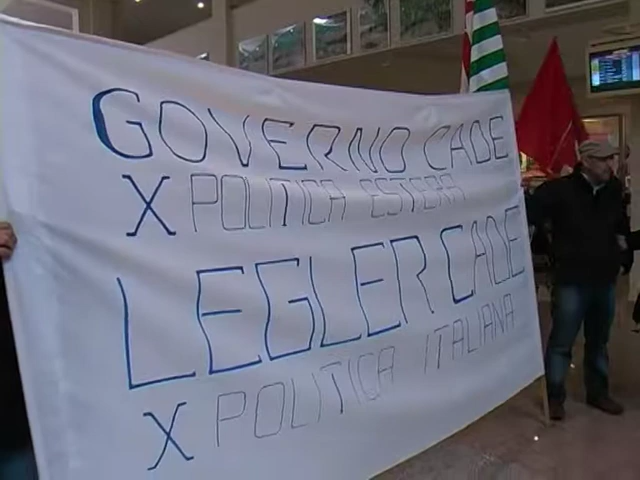 GOVERNO CADE
X POLITICA ESTERA
LEGLER CADE
X POLITICA ITALIANA